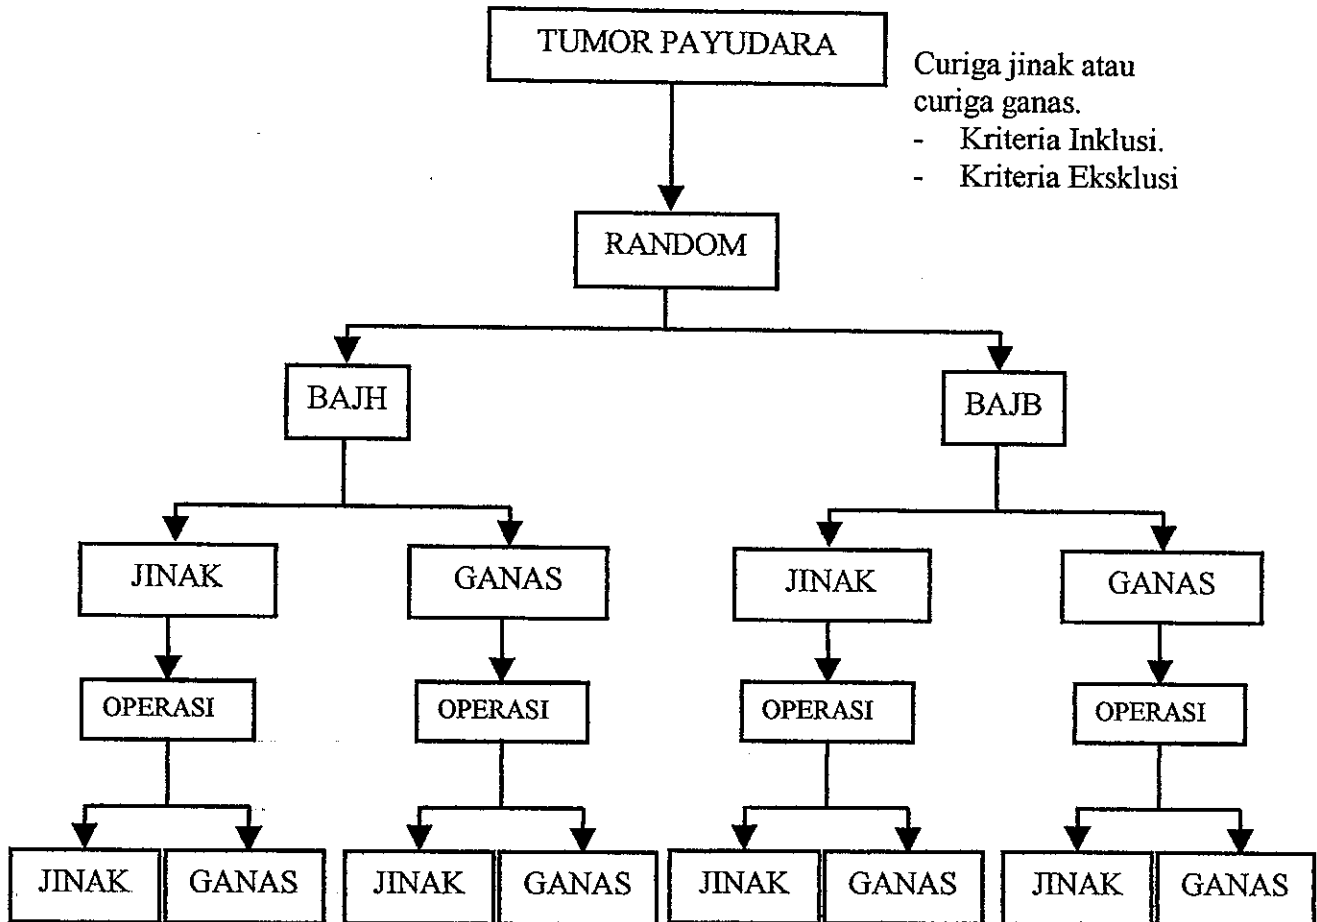 TUMOR PAYUDARA
Curiga jinak atau
curiga ganas.
- Kriteria Inklusi.
- Kriteria Eksklusi
RANDOM
BAJH
BAJB
JINAK
GANAS
JINAK
GANAS
OPERASI
OPERASI
OPERASI
OPERASI
JINAK
GANAS
JINAK
GANAS
JINAK
GANAS
JINAK
GANAS